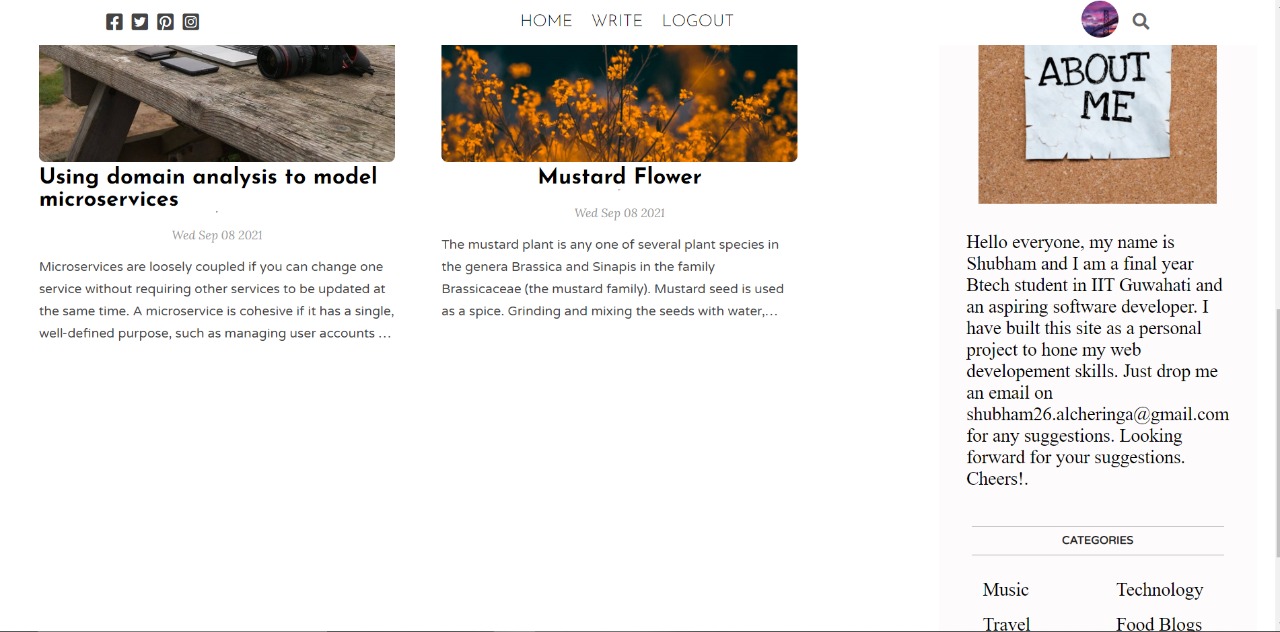 HOME WRITE LOGOUT
ABOUT
ME
Using domain analysis to model
microservices
Wed Sep 08 2021
Microservices are loosely coupled if you can change one
service without requiring other services to be updated at
the same time. A microservice is cohesive if it has a single,
well-defined purpose, such as managing user accounts ...
Mustard Flower
Wed Sep 08 2021
The mustard plant is any one of several plant species in
the genera Brassica and Sinapis in the family
Brassicaceae (the mustard family). Mustard seed is used
as a spice. Grinding and mixing the seeds with water,...
Hello everyone, my name is
Shubham and I am a final year
Btech student in IIT Guwahati and
an aspiring software developer. I
have built this site as a personal
project to hone my web
developement skills. Just drop me
an email on
shubham26.alcheringa@gmail.com
for any suggestions. Looking
forward for your suggestions.
Cheers!.
CATEGORIES
Music Technology
Travel Food Blogs